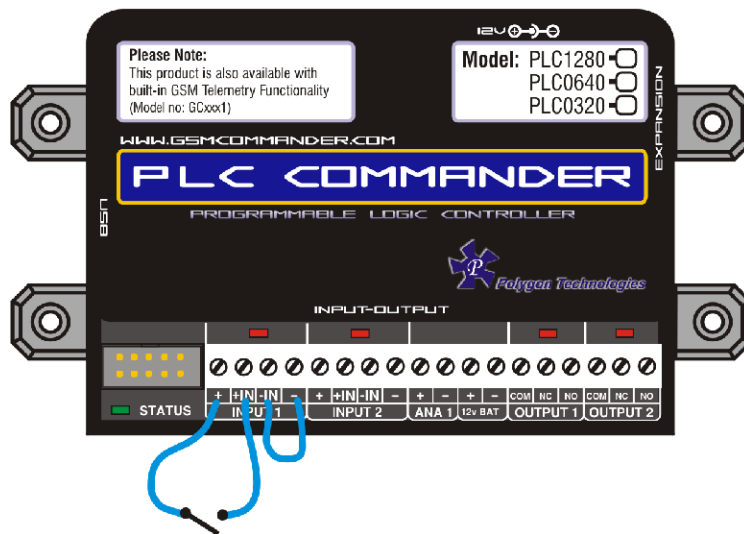 12V
Please Note:
This product is also available with
built-in GSM Telemetry Functionality
(Model no: GCxxx1)
Model: PLC1280
PLC0640
PLC0320
EXPANSION
WWW.GSMCOMMANDER.COM
PLC COMMANDER
USB
PROGRAMMABLE LOGIC CONTROLLER
P
Polygon Technologies
INPUT-OUTPUT
+ +IN -IN - + +IN -IN - + - + - COM NC NO COM NC NO
STATUS INPUT 1 INPUT 2 ANA 1 12v BAT OUTPUT 1 OUTPUT 2